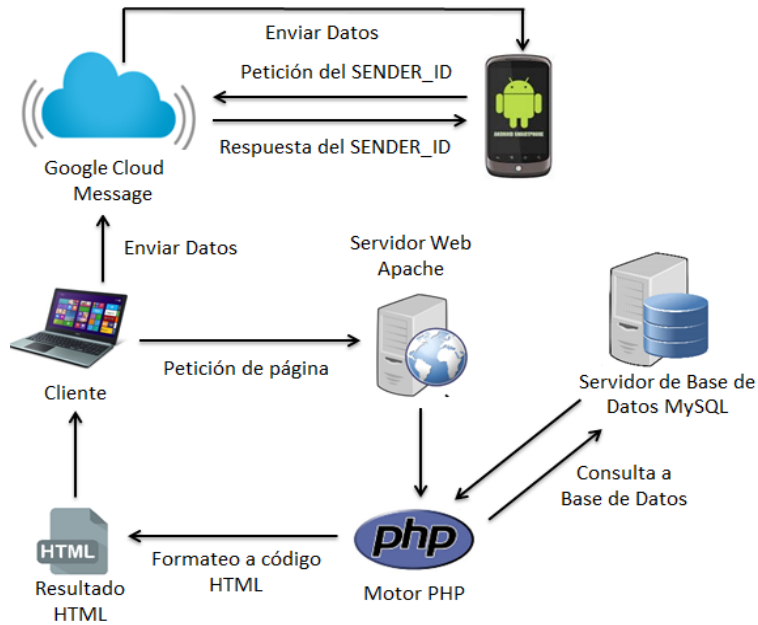 Enviar Datos
Petición del SENDER_ID
Respuesta del SENDER_ID
Google Cloud
Message
Enviar Datos
Servidor Web
Apache
Petición de página
Cliente
Servidor de Base de
Datos MySQL
Consulta a
Base de Datos
php
Motor PHP
Formateo a código
HTML
HTML
Resultado
HTML